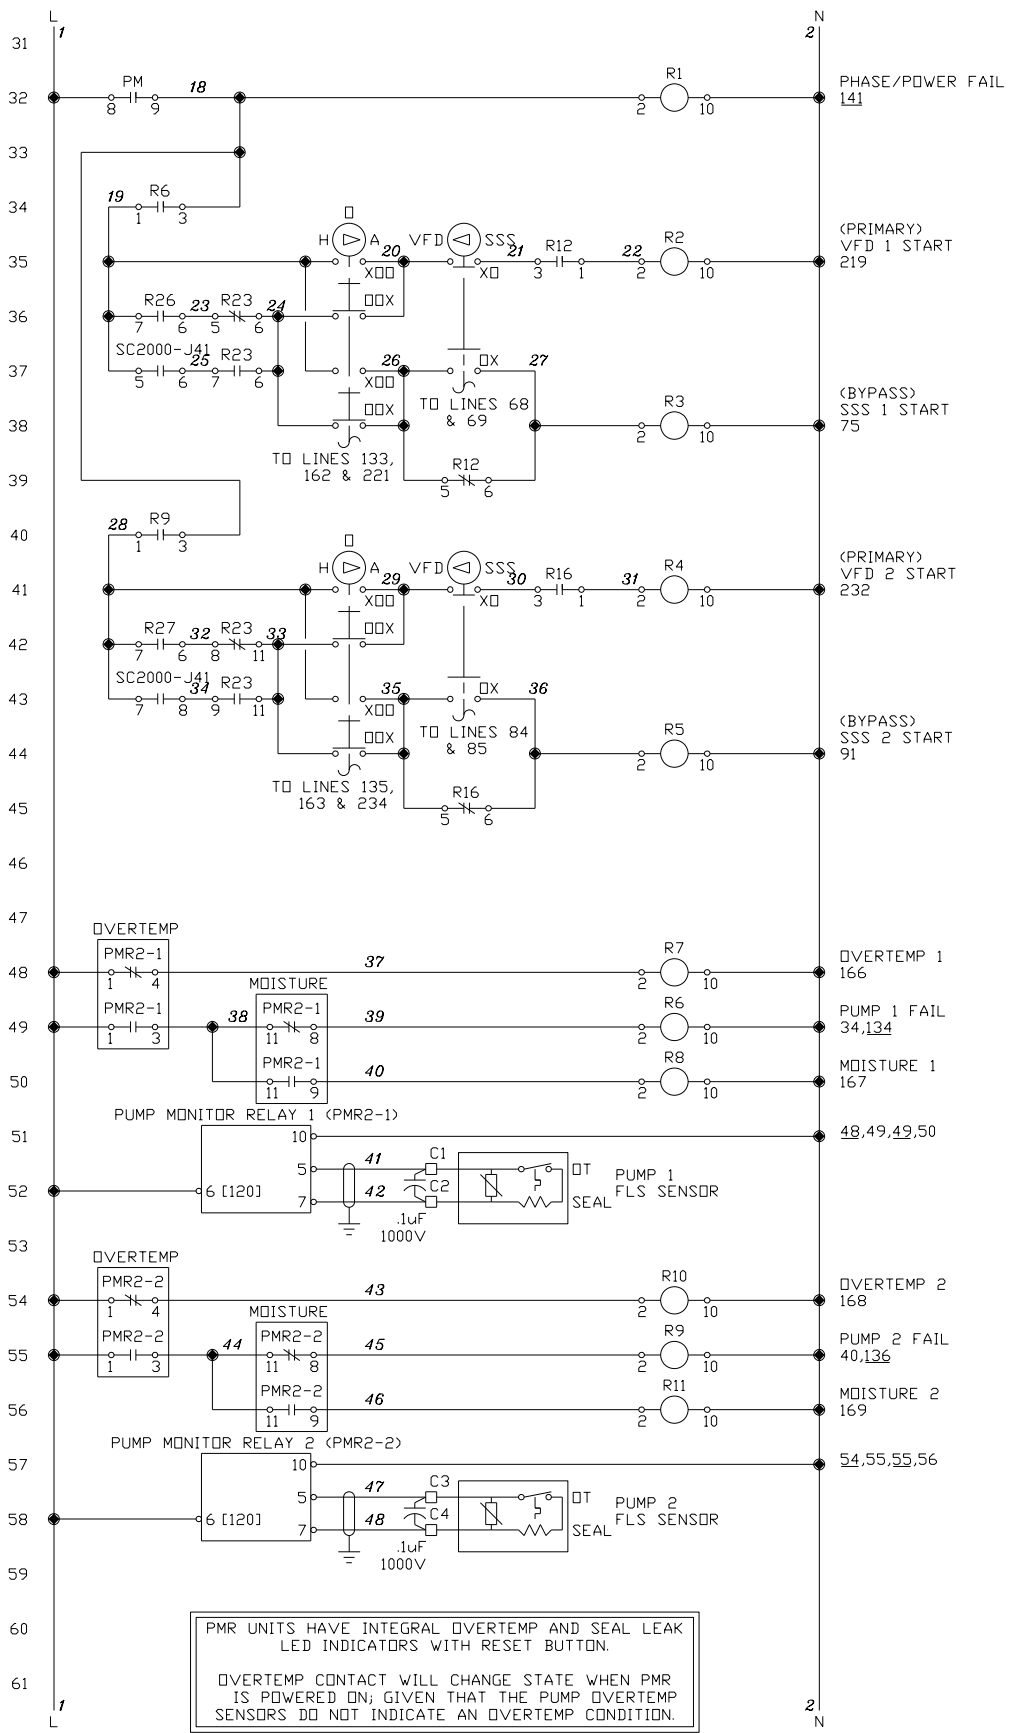 L N
1 2
31
PM 18 R1 PHASE/POWER FAIL
32 8 9 2 10 141
33
19 R6
34 1 3 O (PRIMARY)
H A 20 VFD SSS 21 R12 22 R2 VFD 1 START
35 XOO XO 3 1 2 10 219
R26 23 R23 24 OOX
36 7 6 5 6
SC2000-J41 25 R23 26 OX 27
37 5 6 7 6 XOO (BYPASS)
OOX TO LINES 68 R3 SSS 1 START
38 & 69 2 10 75
TO LINES 133, R12
39 162 & 221 5 6
28 R9
40 1 3 O (PRIMARY)
H A 29 VFD SSS 30 R16 31 R4 VFD 2 START
41 XOO XO 3 1 2 10 232
R27 32 R23 33 OOX
42 7 6 8 11
SC2000-J41 34 R23 35 OX 36
43 7 8 9 11 XOO (BYPASS)
OOX TO LINES 84 R5 SSS 2 START
44 & 85 2 10 91
TO LINES 135, R16
45 163 & 234 5 6
46
47
OVERTEMP
PMR2-1 37 R7 OVERTEMP 1
48 1 4 2 10 166
MOISTURE
PMR2-1 38 PMR2-1 39 R6 PUMP 1 FAIL
49 1 3 11 8 2 10 34,134
PMR2-1 40 R8 MOISTURE 1
50 11 9 2 10 167
PUMP MONITOR RELAY 1 (PMR2-1)
51 10 48,49,49,50
5 41 C1 OT PUMP 1
52 6 [120] 7 42 C2 SEAL FLS SENSOR
.1uF
1000V
53
OVERTEMP
PMR2-2 43 R10 OVERTEMP 2
54 1 4 2 10 168
MOISTURE
PMR2-2 44 PMR2-2 45 R9 PUMP 2 FAIL
55 1 3 11 8 2 10 40,136
PMR2-2 46 R11 MOISTURE 2
56 11 9 2 10 169
PUMP MONITOR RELAY 2 (PMR2-2)
57 10 54,55,55,56
5 47 C3 OT PUMP 2
58 6 [120] 7 48 C4 SEAL FLS SENSOR
.1uF
1000V
59
60 PMR UNITS HAVE INTEGRAL OVERTEMP AND SEAL LEAK
LED INDICATORS WITH RESET BUTTON.
61 OVERTEMP CONTACT WILL CHANGE STATE WHEN PMR
IS POWERED ON; GIVEN THAT THE PUMP OVERTEMP
SENSORS DO NOT INDICATE AN OVERTEMP CONDITION.
1 2
L N